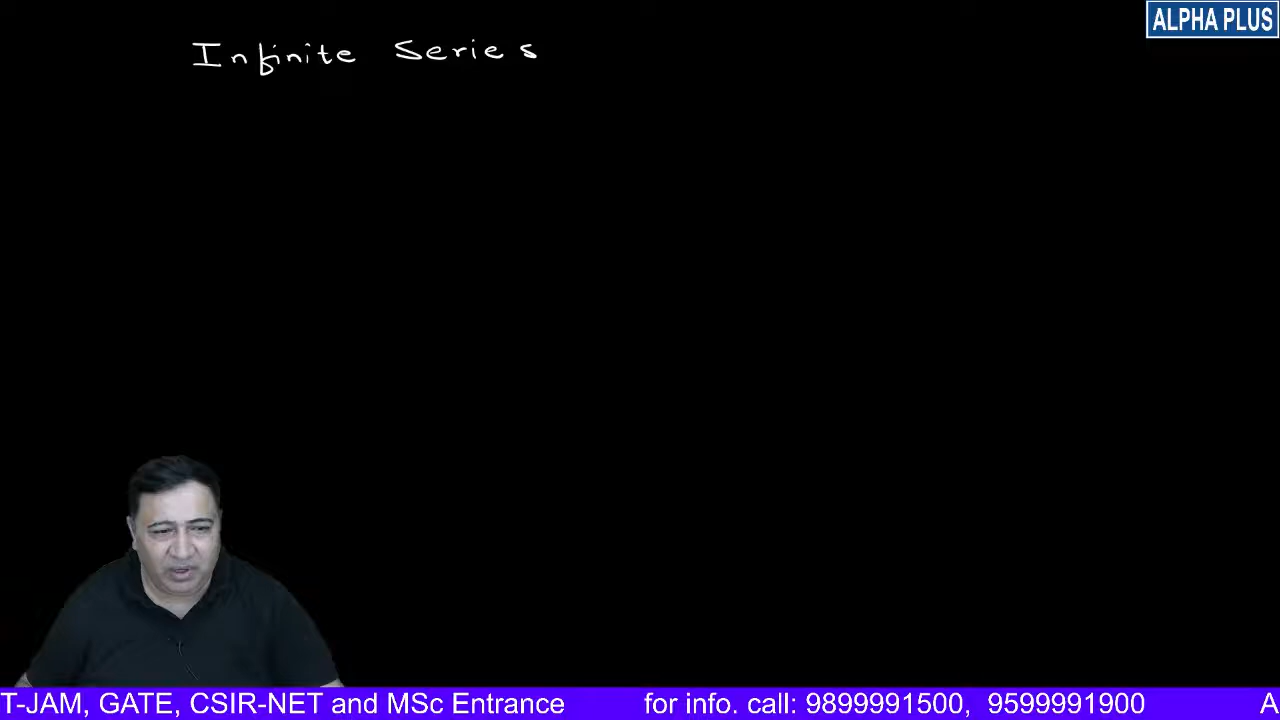 ALPHA PLUS
Infinite Series
T-JAM, GATE, CSIR-NET and MSc Entrance for info. call: 9899991500, 9599991900 A